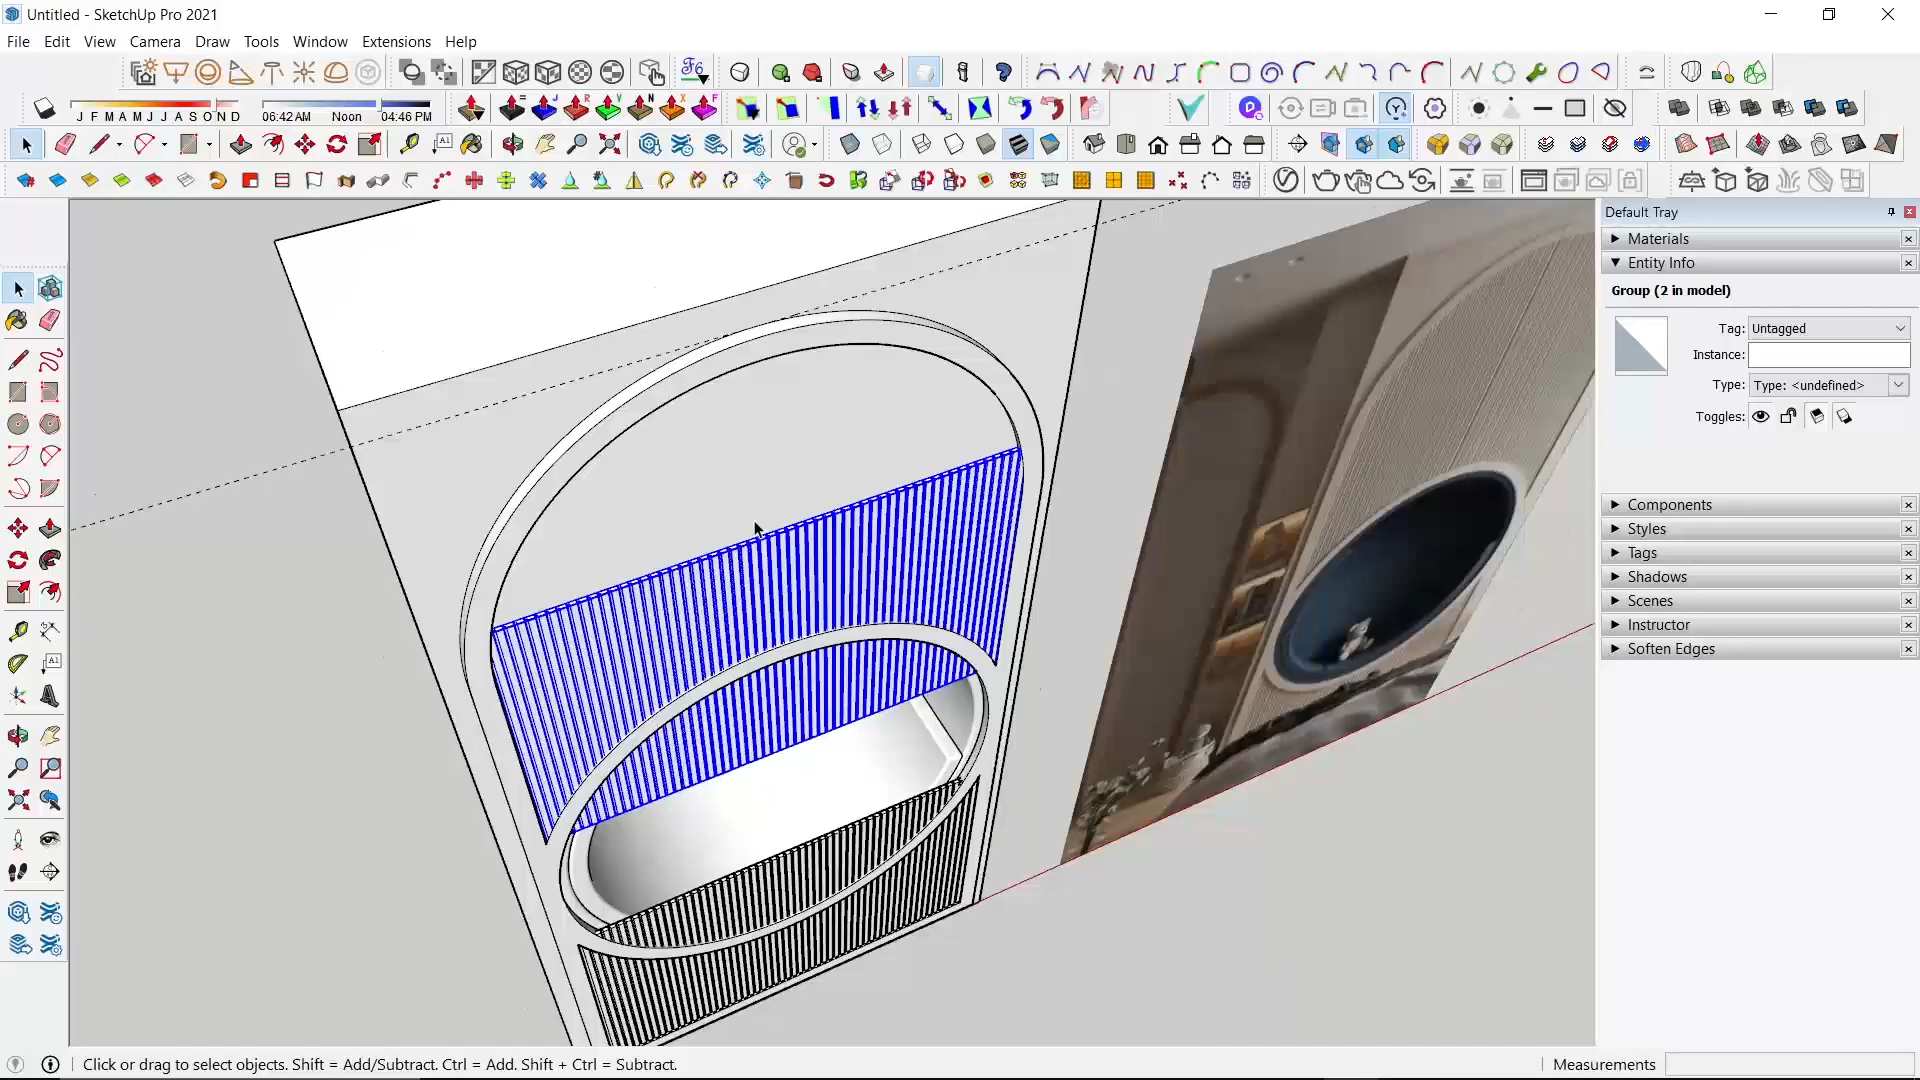 Untitled - SketchUp Pro 2021
File Edit View Camera Draw Tools Window Extensions Help
J F M A M J J A S O N D 06:42 AM Noon 04:46 PM
Default Tray
Materials
Entity Info
Group (2 in model)
Tag: Untagged
Instance:
Type: Type: <undefined>
Toggles:
Components
Styles
Tags
Shadows
Scenes
Instructor
Soften Edges
Click or drag to select objects. Shift = Add/Subtract. Ctrl = Add. Shift + Ctrl = Subtract.
Measurements